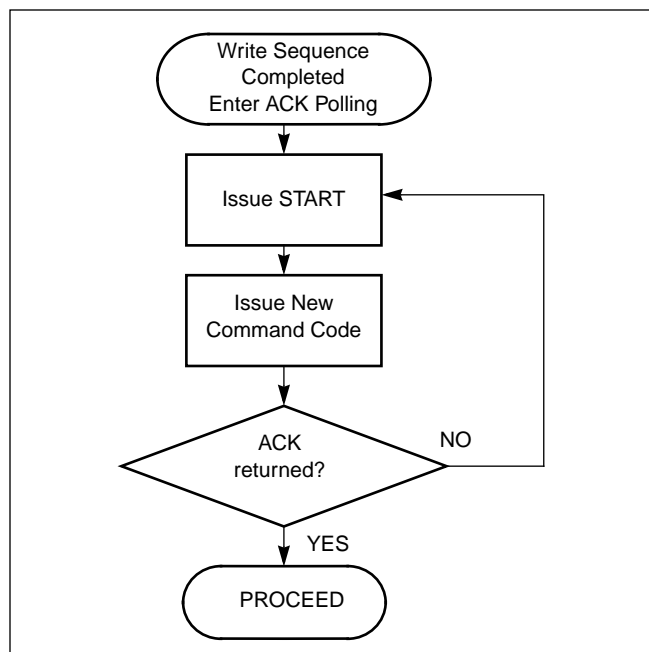 Write Sequence
Completed
Enter ACK Polling
Issue START
Issue New
Command Code
ACK
returned?
NO
YES
PROCEED